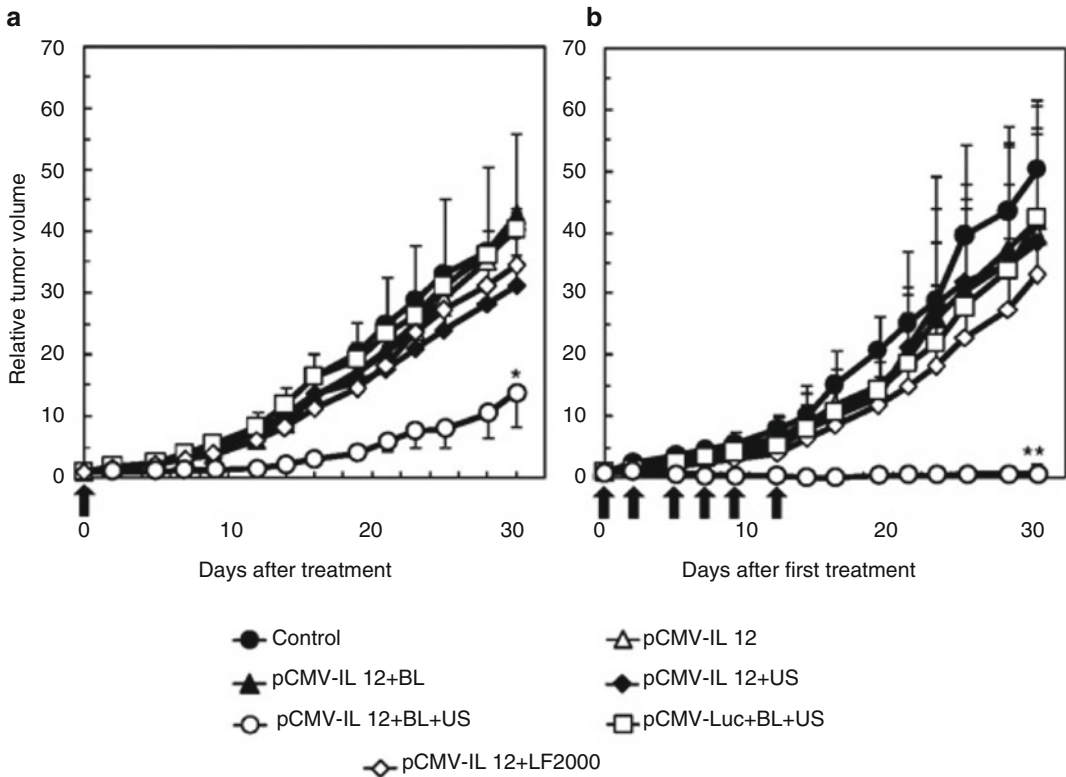 a
b
Relative tumor volume
70
60
50
40
30
20
10
0
*
0
10
20
30
Days after treatment
70
60
50
40
30
20
10
0
**
0
10
20
30
Days after first treatment
Control
pCMV-IL 12
pCMV-IL 12+BL
pCMV-IL 12+US
pCMV-IL 12+BL+US
pCMV-Luc+BL+US
pCMV-IL 12+LF2000